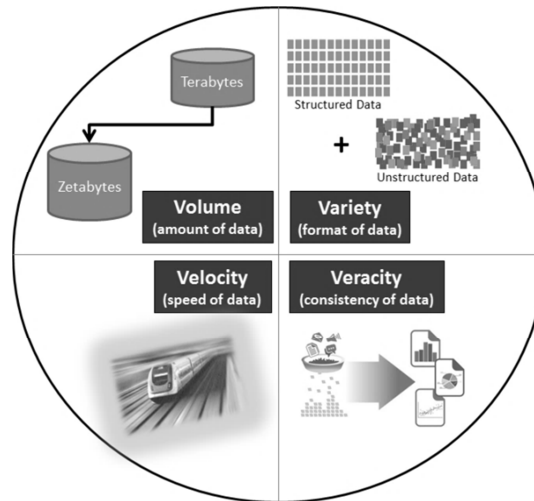 Terabytes
Zetabytes
Volume
(amount of data)
Structured Data
+
Unstructured Data
Variety
(format of data)
Velocity
(speed of data)
Veracity
(consistency of data)